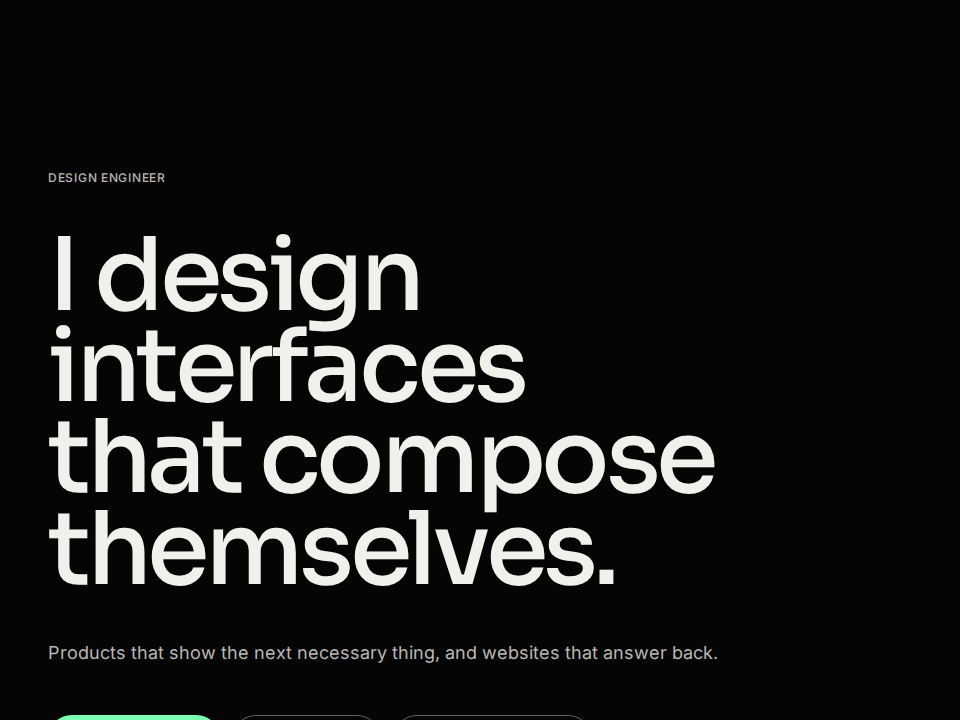 DESIGN ENGINEER
I design
interfaces
that compose
themselves.
Products that show the next necessary thing, and websites that answer back.